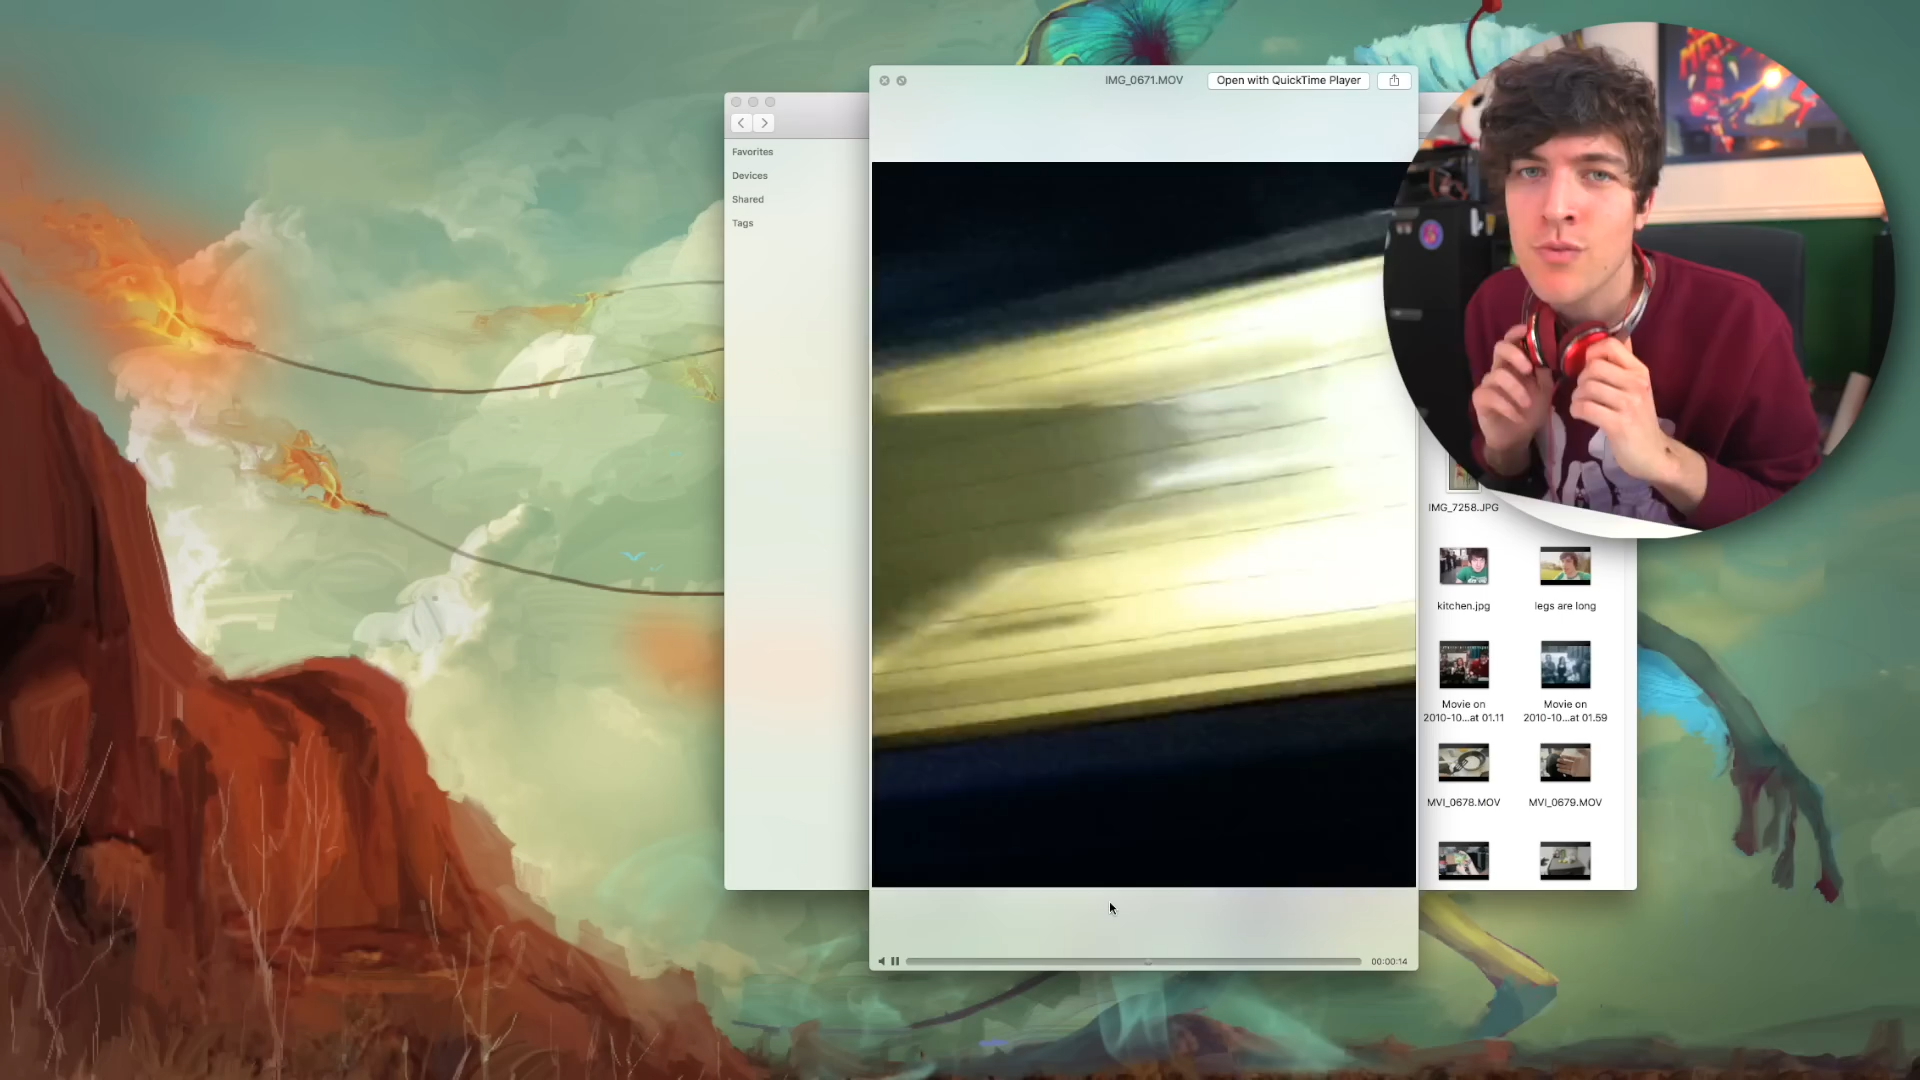 IMG_0671.MOV
Open with QuickTime Player
Favorites
Devices
Shared
Tags
IMG_7258.JPG
kitchen.jpg
legs are long
Movie on
2010-10...at 01.11
Movie on
2010-10...at 01.59
MVI_0678.MOV
MVI_0679.MOV
00:00:14